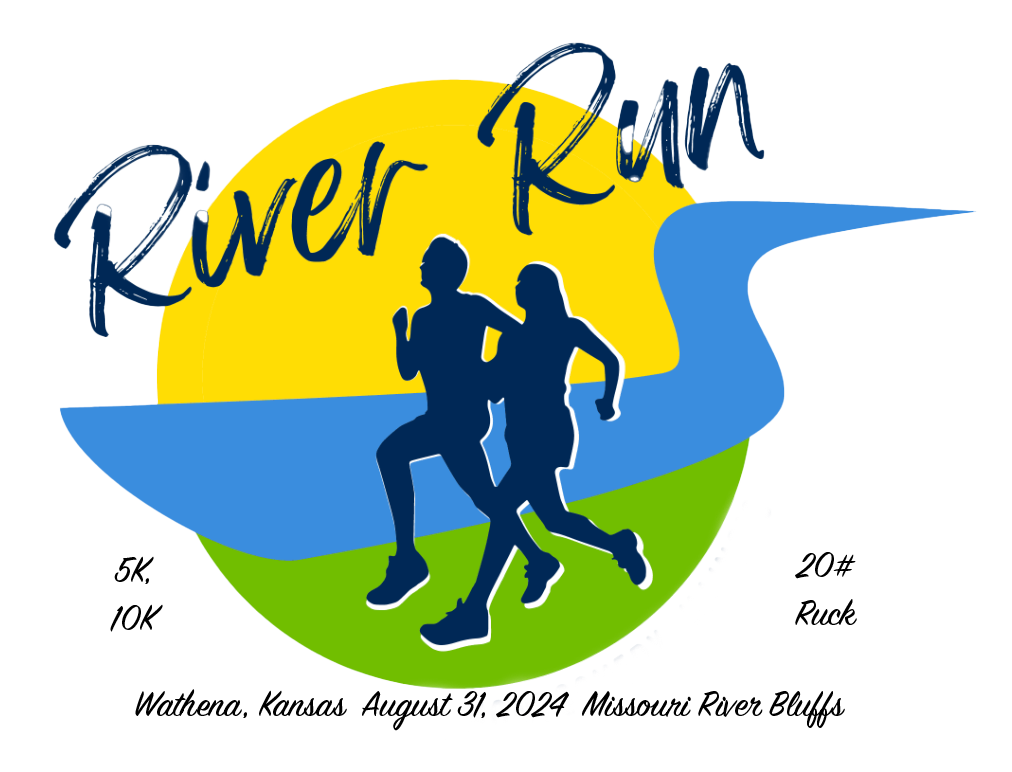 River Run
5K,
10K
20#
Ruck
Wathena, Kansas August 31, 2024 Missouri River Bluffs